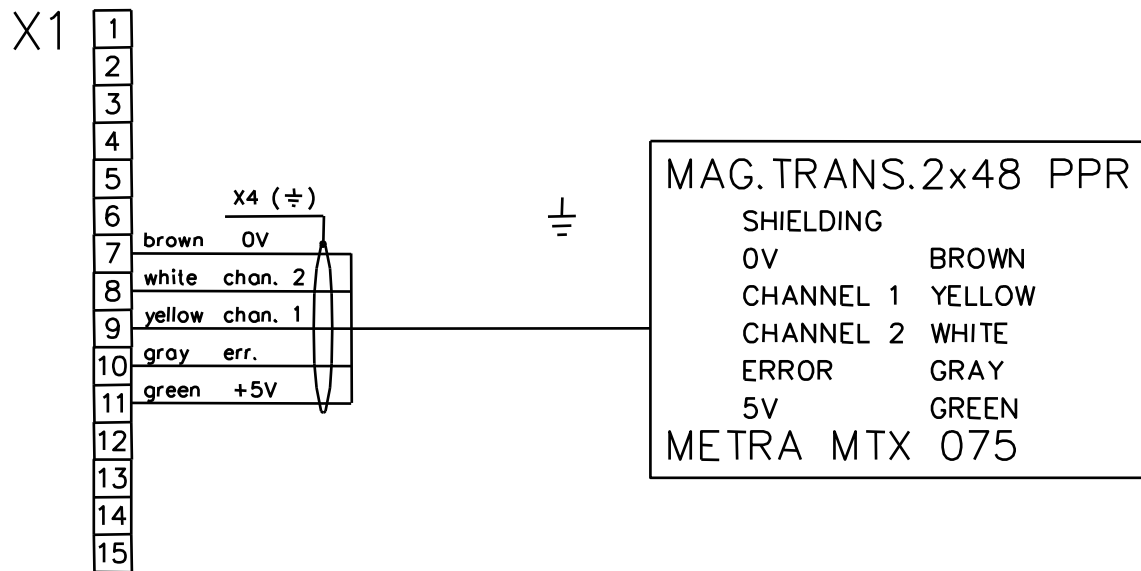 X1
1
2
3
4
5
6
7
8
9
10
11
12
13
14
15
X4 (⏚)
brown 0V
white chan. 2
yellow chan. 1
gray err.
green +5V
MAG.TRANS.2x48 PPR
SHIELDING
0V BROWN
CHANNEL 1 YELLOW
CHANNEL 2 WHITE
ERROR GRAY
5V GREEN
METRA MTX 075